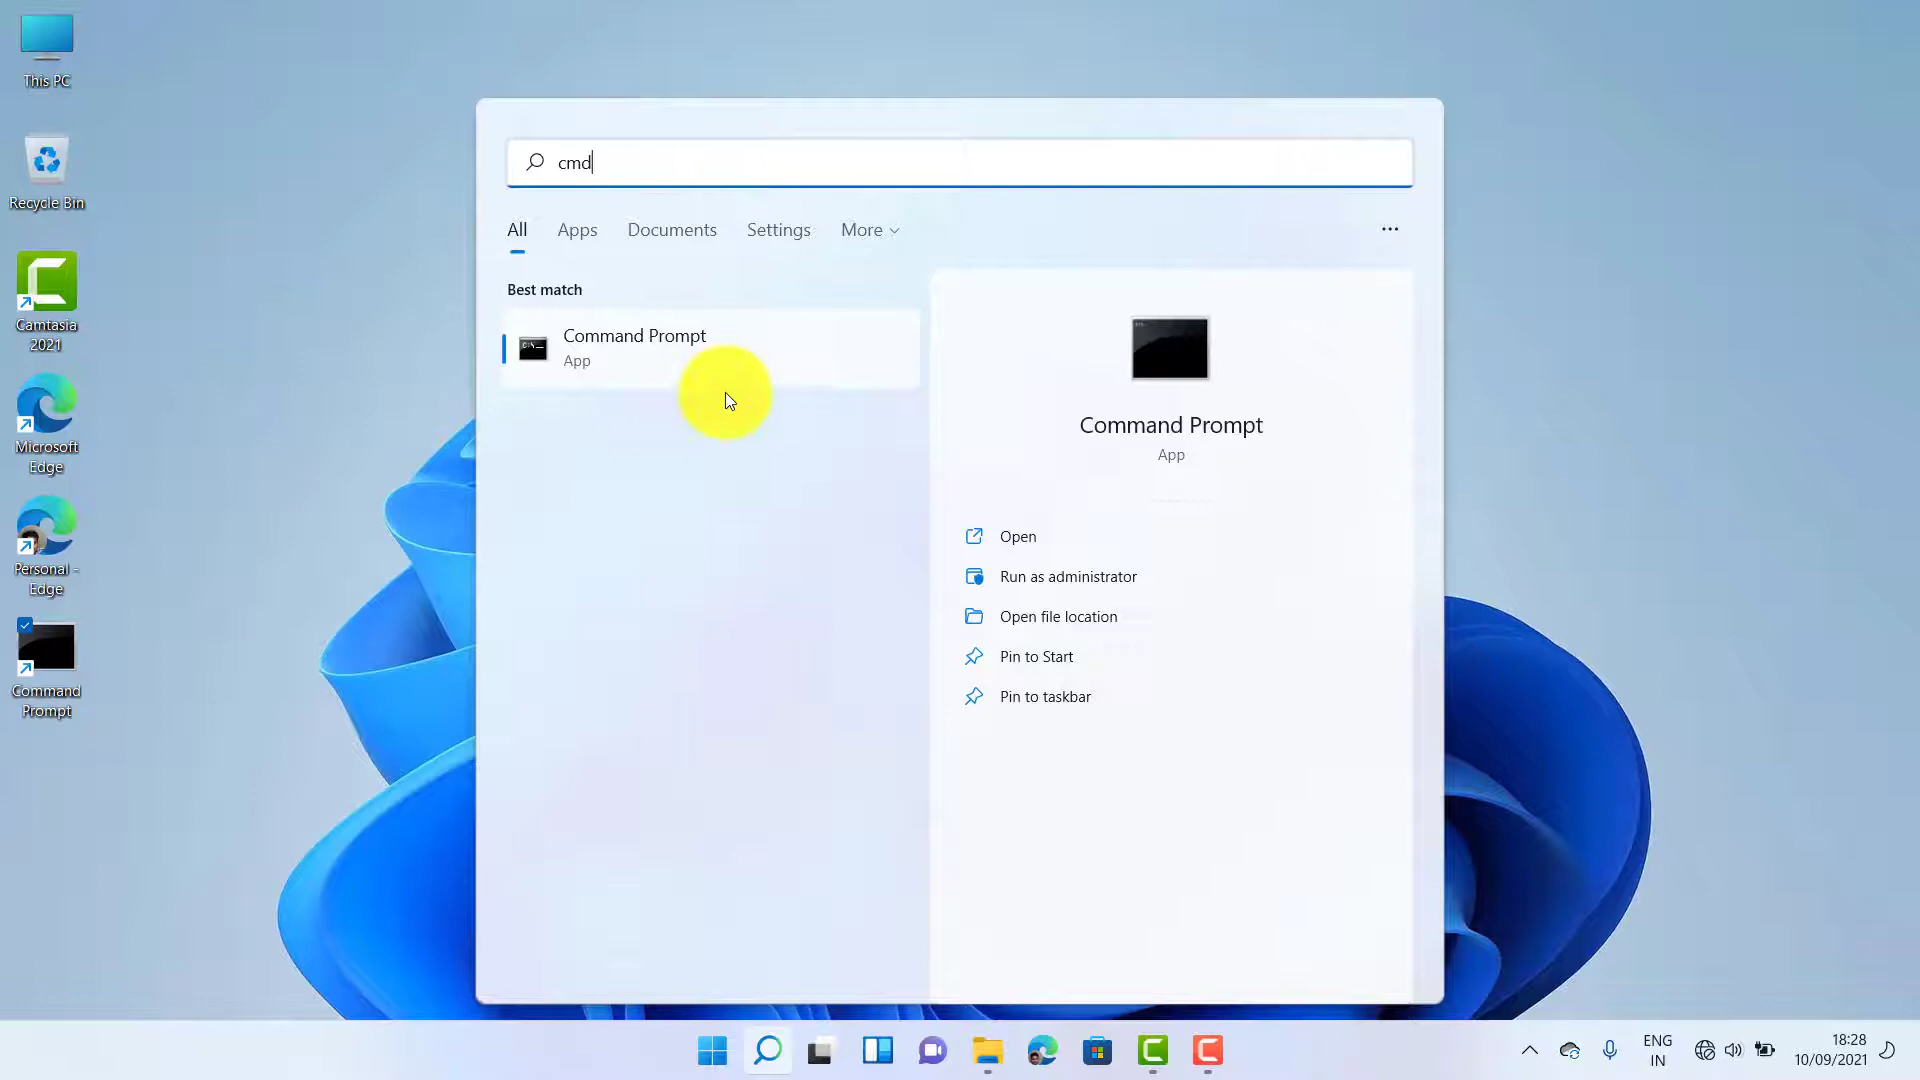 This PC
Recycle Bin
Camtasia
2021
Microsoft
Edge
Personal -
Edge
Command
Prompt
cmd
All
Apps
Documents
Settings
More
Best match
Command Prompt
App
Command Prompt
App
Open
Run as administrator
Open file location
Pin to Start
Pin to taskbar
ENG
IN
18:28
10/09/2021